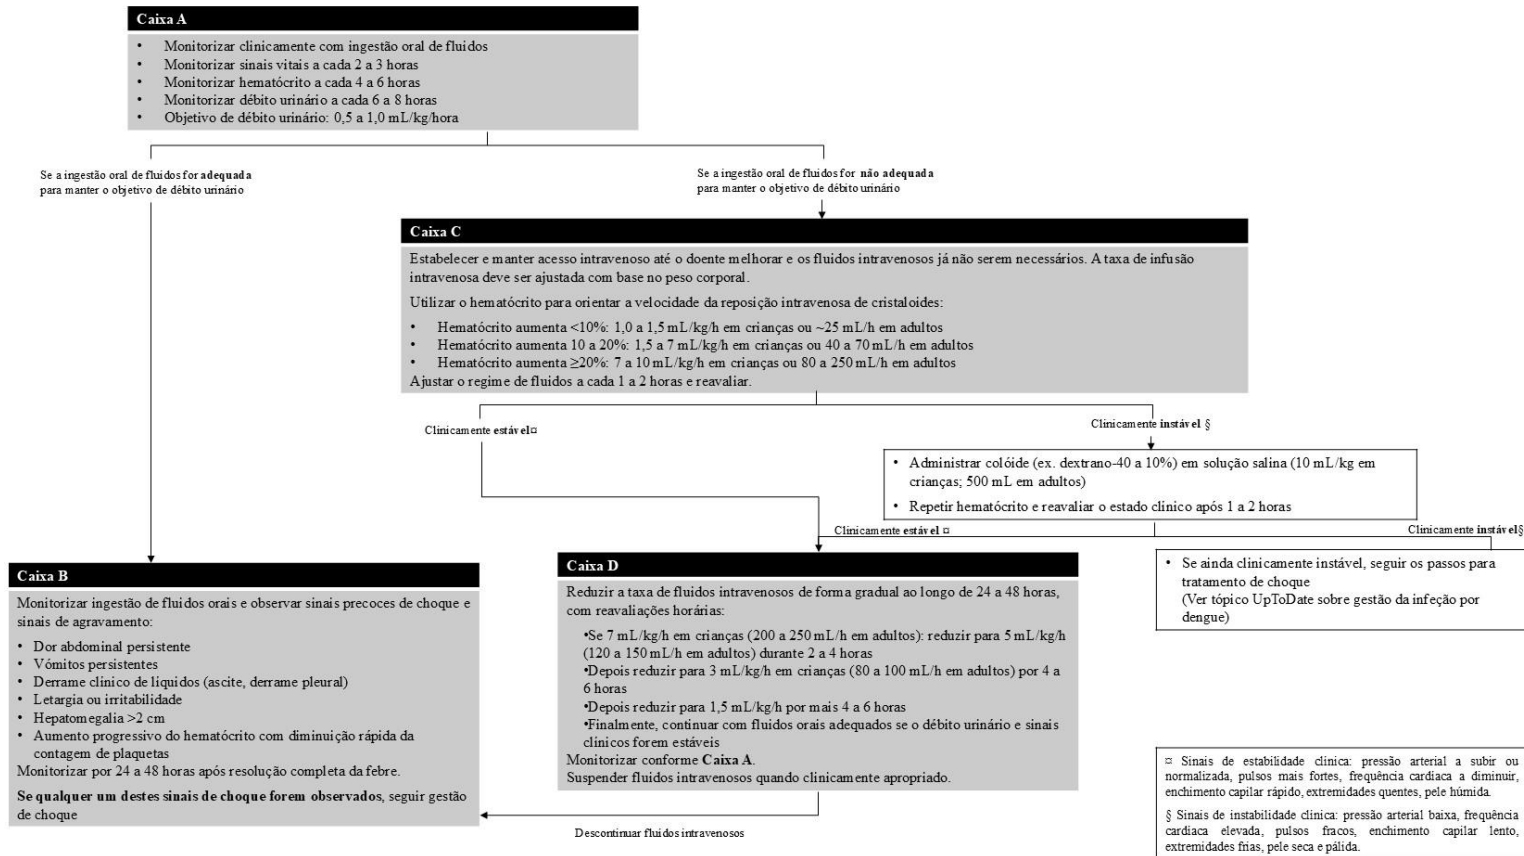 Caixa A
• Monitorizar clinicamente com ingestão oral de fluidos
• Monitorizar sinais vitais a cada 2 a 3 horas
• Monitorizar hematócrito a cada 4 a 6 horas
• Monitorizar débito urinário a cada 6 a 8 horas
• Objetivo de débito urinário: 0,5 a 1,0 mL/kg/hora
Se a ingestão oral de fluidos for adequada
para manter o objetivo de débito urinário
Se a ingestão oral de fluidos for não adequada
para manter o objetivo de débito urinário
Caixa C
Estabelecer e manter acesso intravenoso até o doente melhorar e os fluidos intravenosos já não serem necessários. A taxa de infusão
intravenosa deve ser ajustada com base no peso corporal.
Utilizar o hematócrito para orientar a velocidade da reposição intravenosa de cristaloides:
• Hematócrito aumenta <10%: 1,0 a 1,5 mL/kg/h em crianças ou ~25 mL/h em adultos
• Hematócrito aumenta 10 a 20%: 1,5 a 7 mL/kg/h em crianças ou 40 a 70 mL/h em adultos
• Hematócrito aumenta ≥20%: 7 a 10 mL/kg/h em crianças ou 80 a 250 mL/h em adultos
Ajustar o regime de fluidos a cada 1 a 2 horas e reavaliar.
Clinicamente estável¤
Clinicamente instável §
• Administrar colóide (ex. dextrano-40 a 10%) em solução salina (10 mL/kg em
crianças; 500 mL em adultos)
• Repetir hematócrito e reavaliar o estado clínico após 1 a 2 horas
Clinicamente estável ¤
Clinicamente instável§
Caixa B
Monitorizar ingestão de fluidos orais e observar sinais precoces de choque e
sinais de agravamento:
• Dor abdominal persistente
• Vómitos persistentes
• Derrame clínico de líquidos (ascite, derrame pleural)
• Letargia ou irritabilidade
• Hepatomegalia >2 cm
• Aumento progressivo do hematócrito com diminuição rápida da
contagem de plaquetas
Monitorizar por 24 a 48 horas após resolução completa da febre.
Se qualquer um destes sinais de choque forem observados, seguir gestão
de choque
Caixa D
Reduzir a taxa de fluidos intravenosos de forma gradual ao longo de 24 a 48 horas,
com reavaliações horárias:
•Se 7 mL/kg/h em crianças (200 a 250 mL/h em adultos): reduzir para 5 mL/kg/h
(120 a 150 mL/h em adultos) durante 2 a 4 horas
•Depois reduzir para 3 mL/kg/h em crianças (80 a 100 mL/h em adultos) por 4 a
6 horas
•Depois reduzir para 1,5 mL/kg/h por mais 4 a 6 horas
•Finalmente, continuar com fluidos orais adequados se o débito urinário e sinais
clínicos forem estáveis
Monitorizar conforme Caixa A.
Suspender fluidos intravenosos quando clinicamente apropriado.
• Se ainda clinicamente instável, seguir os passos para
tratamento de choque
(Ver tópico UpToDate sobre gestão da infeção por
dengue)
Descontinuar fluidos intravenosos
¤ Sinais de estabilidade clínica: pressão arterial a subir ou
normalizada, pulsos mais fortes, frequência cardíaca a diminuir,
enchimento capilar rápido, extremidades quentes, pele húmida.
§ Sinais de instabilidade clínica: pressão arterial baixa, frequência
cardíaca elevada, pulsos fracos, enchimento capilar lento,
extremidades frias, pele seca e pálida.